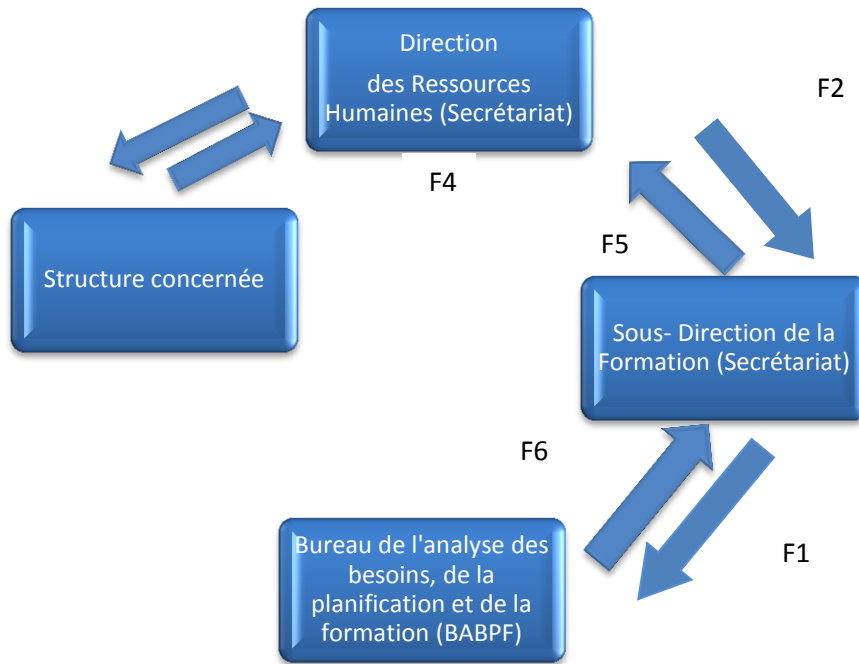 Direction
des Ressources
Humaines (Secrétariat)
F2
F4
F5
Structure concernée
Sous- Direction de la
Formation (Secrétariat)
F6
Bureau de l'analyse des
besoins, de la
planification et de la
formation (BABPF)
F1